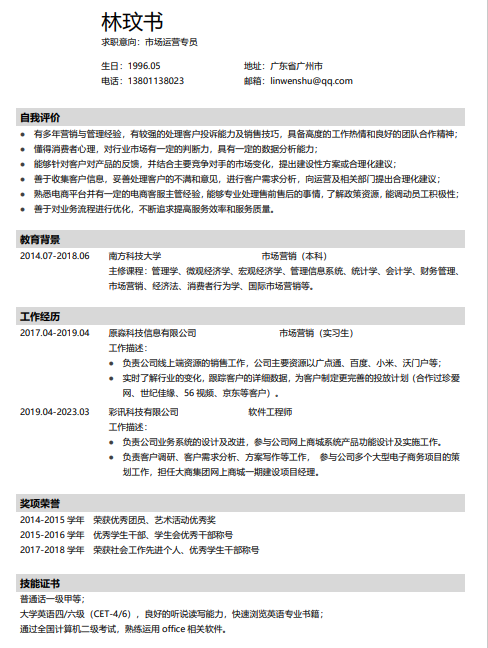 林玟书
求职意向：市场运营专员
生日：1996.05 地址：广东省广州市
电话：13801138023 邮箱：linwenshu@qq.com
自我评价
● 有多年营销与管理经验，有较强的处理客户投诉能力及销售技巧，具备高度的工作热情和良好的团队合作精神；
● 懂得消费者心理，对行业市场有一定的判断力，具有一定的数据分析能力；
● 能够针对客户对产品的反馈，并结合主要竞争对手的市场变化，提出建设性方案或合理化建议；
● 善于收集客户信息，妥善处理客户的不满和意见，进行客户需求分析，向运营及相关部门提出合理化建议；
● 熟悉电商平台并有一定的电商客服主管经验，能够专业处理售前售后的事情，了解政策资源，能调动员工积极性；
● 善于对业务流程进行优化，不断追求提高服务效率和服务质量。
教育背景
2014.07-2018.06 南方科技大学 市场营销（本科）
主修课程：管理学、微观经济学、宏观经济学、管理信息系统、统计学、会计学、财务管理、
市场营销、经济法、消费者行为学、国际市场营销等。
工作经历
2017.04-2019.04 原淼科技信息有限公司 市场营销（实习生）
工作描述：
● 负责公司线上端资源的销售工作，公司主要资源以广点通、百度、小米、沃门户等；
● 实时了解行业的变化，跟踪客户的详细数据，为客户制定更完善的投放计划（合作过珍爱
网、世纪佳缘、56 视频、京东等客户）。
2019.04-2023.03 彩讯科技有限公司 软件工程师
工作描述：
● 负责公司业务系统的设计及改进，参与公司网上商城系统产品功能设计及实施工作。
● 负责客户调研、客户需求分析、方案写作等工作， 参与公司多个大型电子商务项目的策
划工作，担任大商集团网上商城一期建设项目经理。
奖项荣誉
2014-2015 学年 荣获优秀团员、艺术活动优秀奖
2015-2016 学年 优秀学生干部、学生会优秀干部称号
2017-2018 学年 荣获社会工作先进个人、优秀学生干部称号
技能证书
普通话一级甲等；
大学英语四/六级（CET-4/6），良好的听说读写能力，快速浏览英语专业书籍；
通过全国计算机二级考试，熟练运用 office 相关软件。